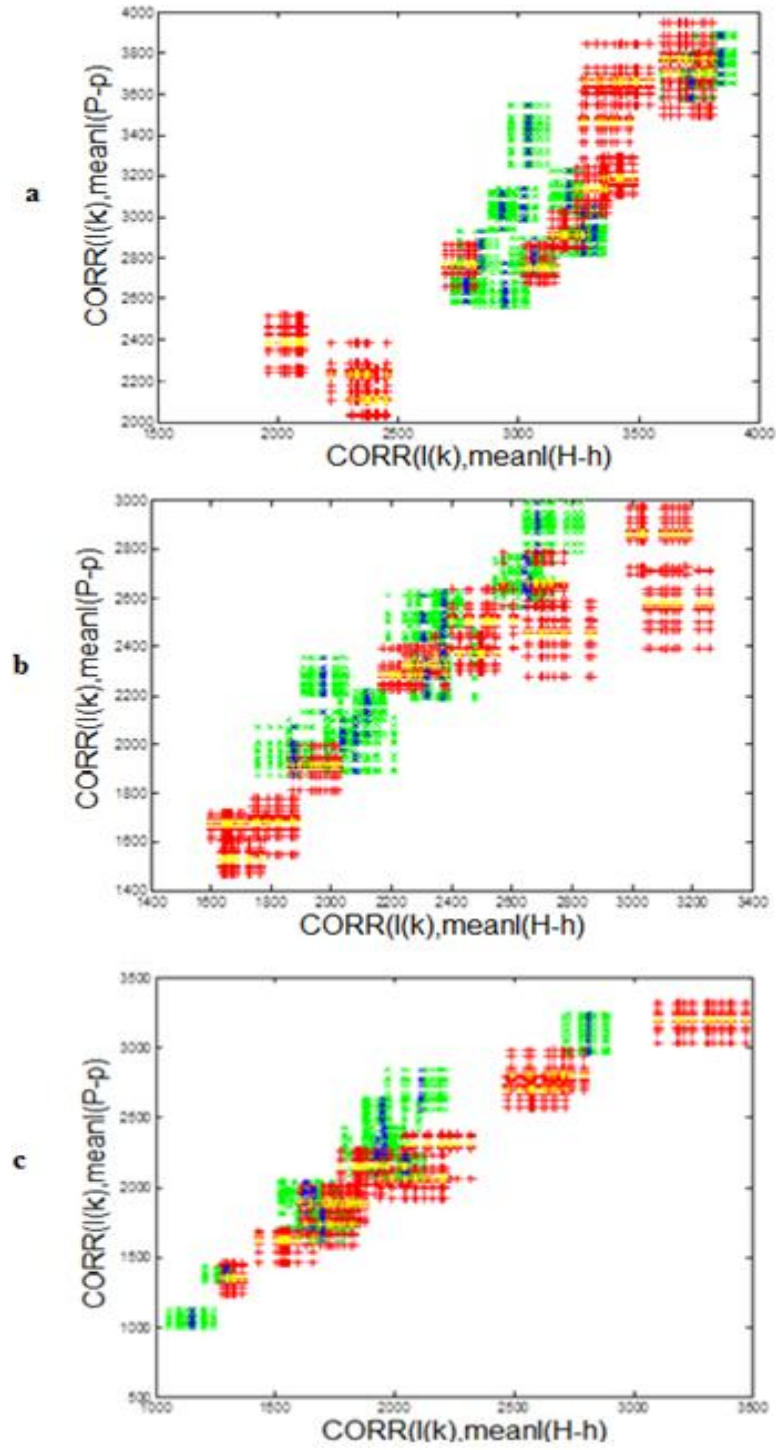 a
CORR(I(k),meanI(P-p)
4000
3800
3600
3400
3200
3000
2800
2600
2400
2200
2000
1500 2000 2500 3000 3500 4000
CORR(I(k),meanI(H-h)
b
CORR(I(k),meanI(P-p)
3000
2800
2600
2400
2200
2000
1800
1600
1400
1400 1600 1800 2000 2200 2400 2600 2800 3000 3200 3400
CORR(I(k),meanI(H-h)
c
CORR(I(k),meanI(P-p)
3500
3000
2500
2000
1500
1000
500
1000 1500 2000 2500 3000 3500
CORR(I(k),meanI(H-h)